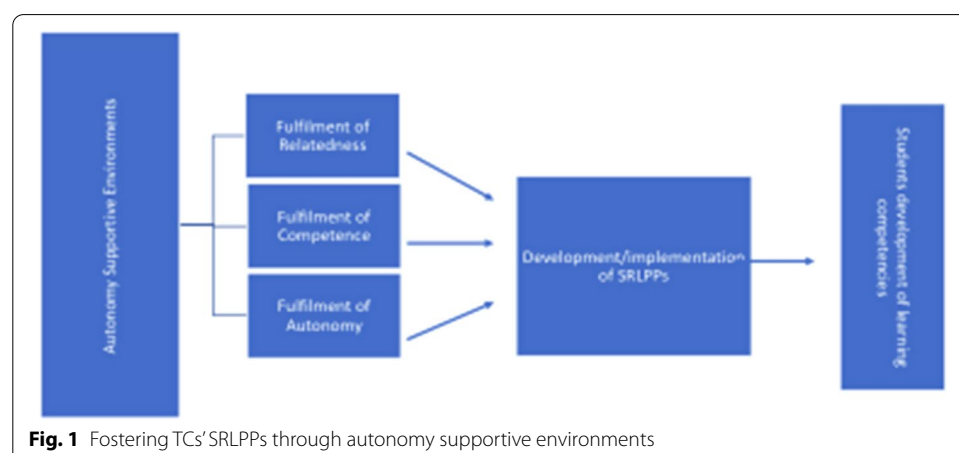 Autonomy Supportive Environments
Fulfilment of
Relatedness
Fulfilment of
Competence
Fulfilment of
Autonomy
Development/implementation
of SRLPPs
Students development of learning
competencies
Fig. 1 Fostering TCs' SRLPPs through autonomy supportive environments